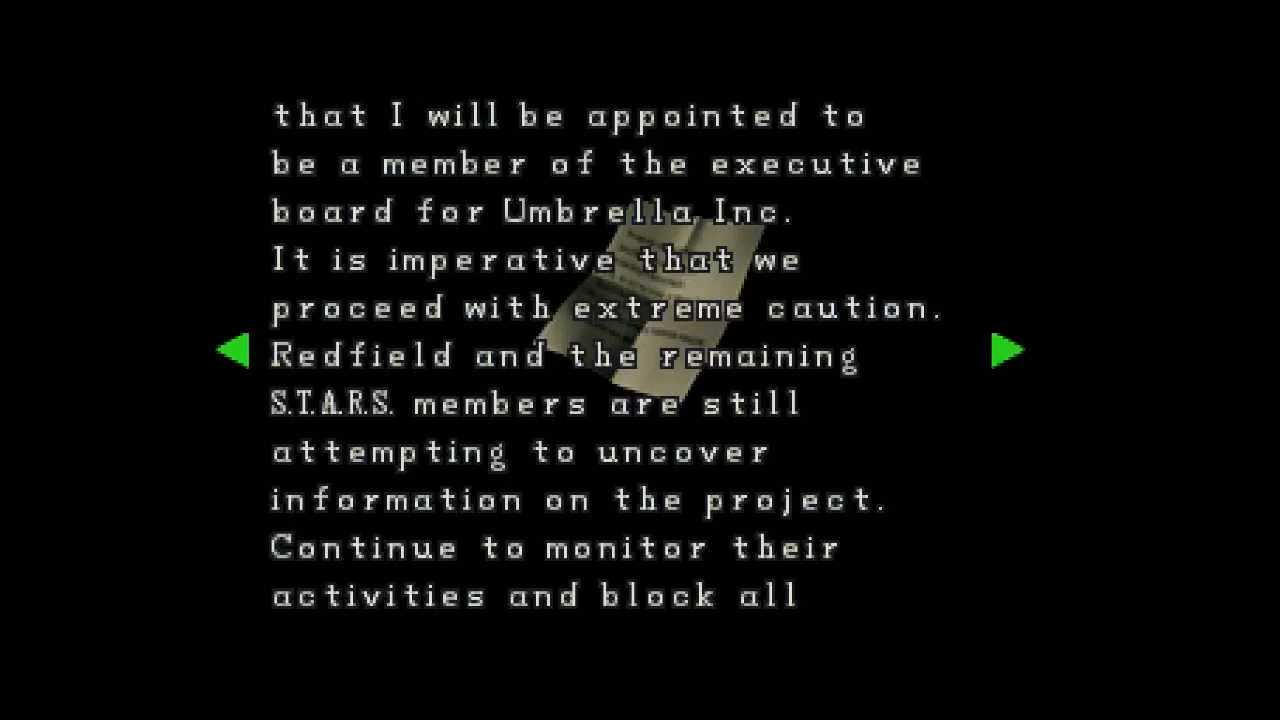 that I will be appointed to
be a member of the executive
board for Umbrella Inc.
It is imperative that we
proceed with extreme caution.
Redfield and the remaining
S.T.A.R.S. members are still
attempting to uncover
information on the project.
Continue to monitor their
activities and block all